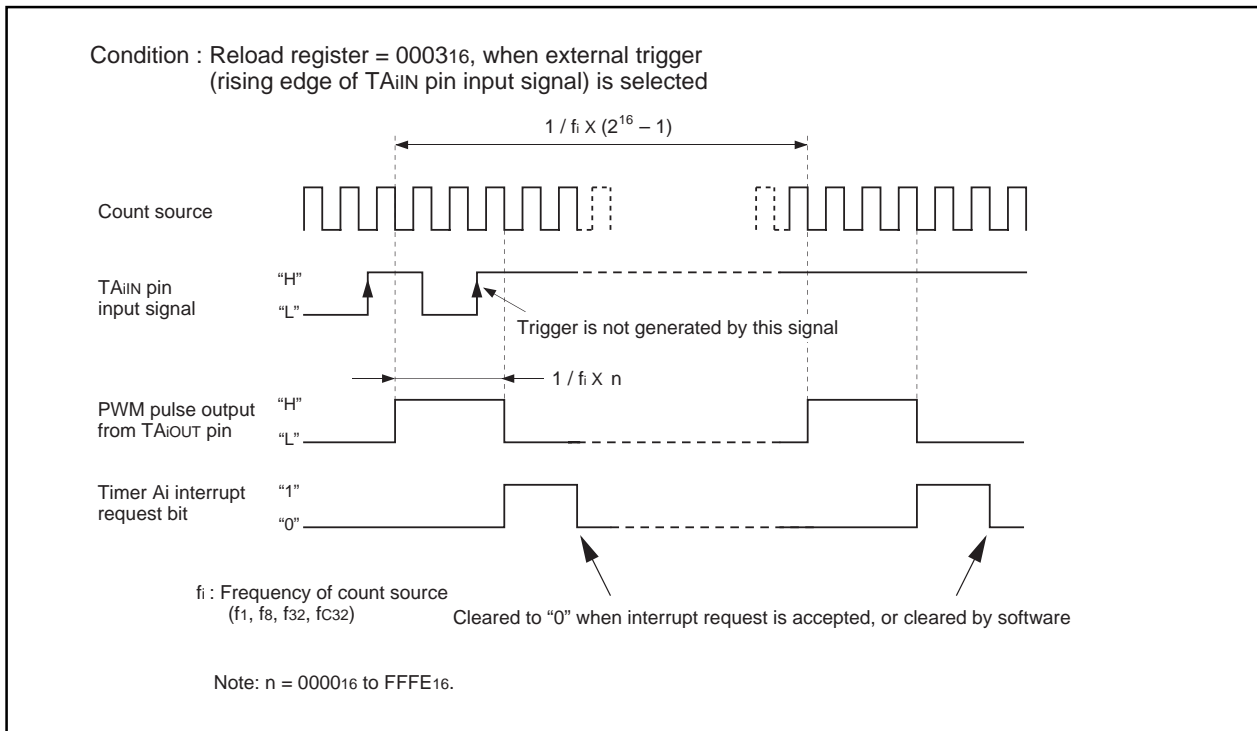 Condition : Reload register = 000316, when external trigger
(rising edge of TAiIN pin input signal) is selected
1 / fi X (2^16 – 1)
Count source
TAiIN pin
input signal
“H”
“L”
Trigger is not generated by this signal
1 / fi X n
PWM pulse output
from TAiOUT pin
“H”
“L”
Timer Ai interrupt
request bit
“1”
“0”
fi : Frequency of count source
(f1, f8, f32, fC32)
Cleared to “0” when interrupt request is accepted, or cleared by software
Note: n = 000016 to FFFE16.